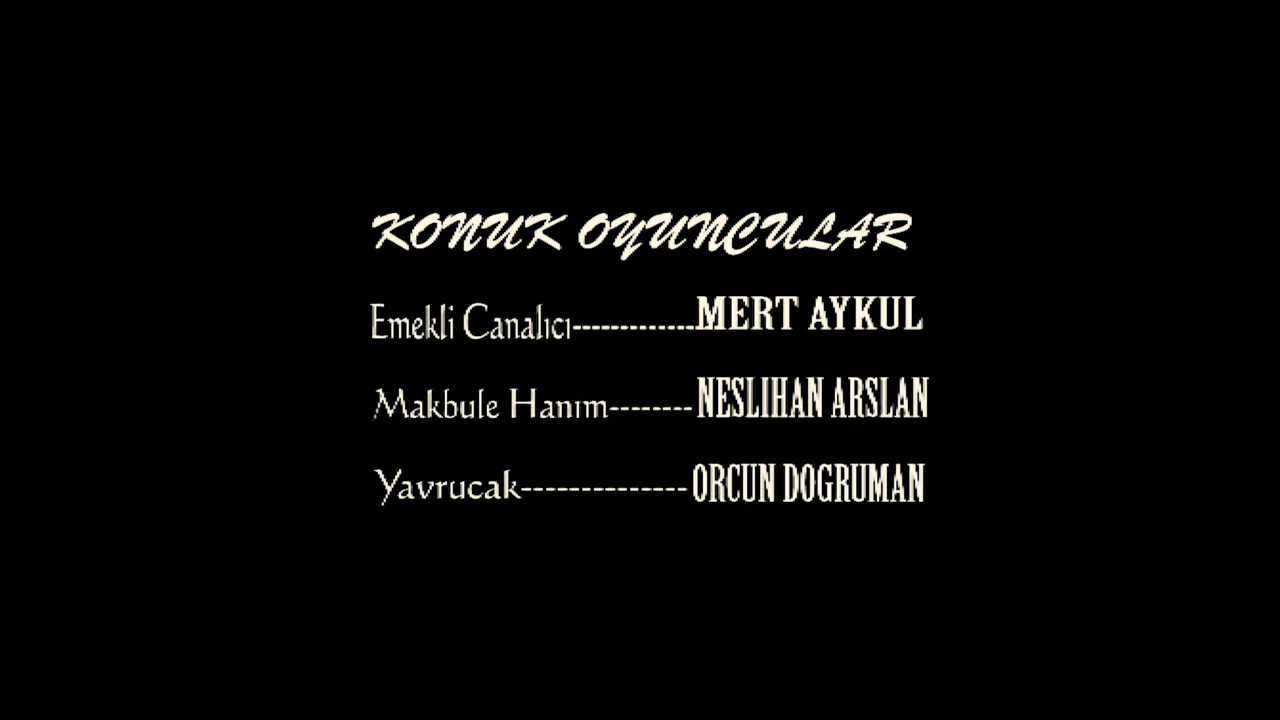 KONUK OYUNCULAR
Emekli Canalıcı-------------MERT AYKUL
Makbule Hanım--------NESLIHAN ARSLAN
Yavrucak--------------ORCUN DOGRUMAN